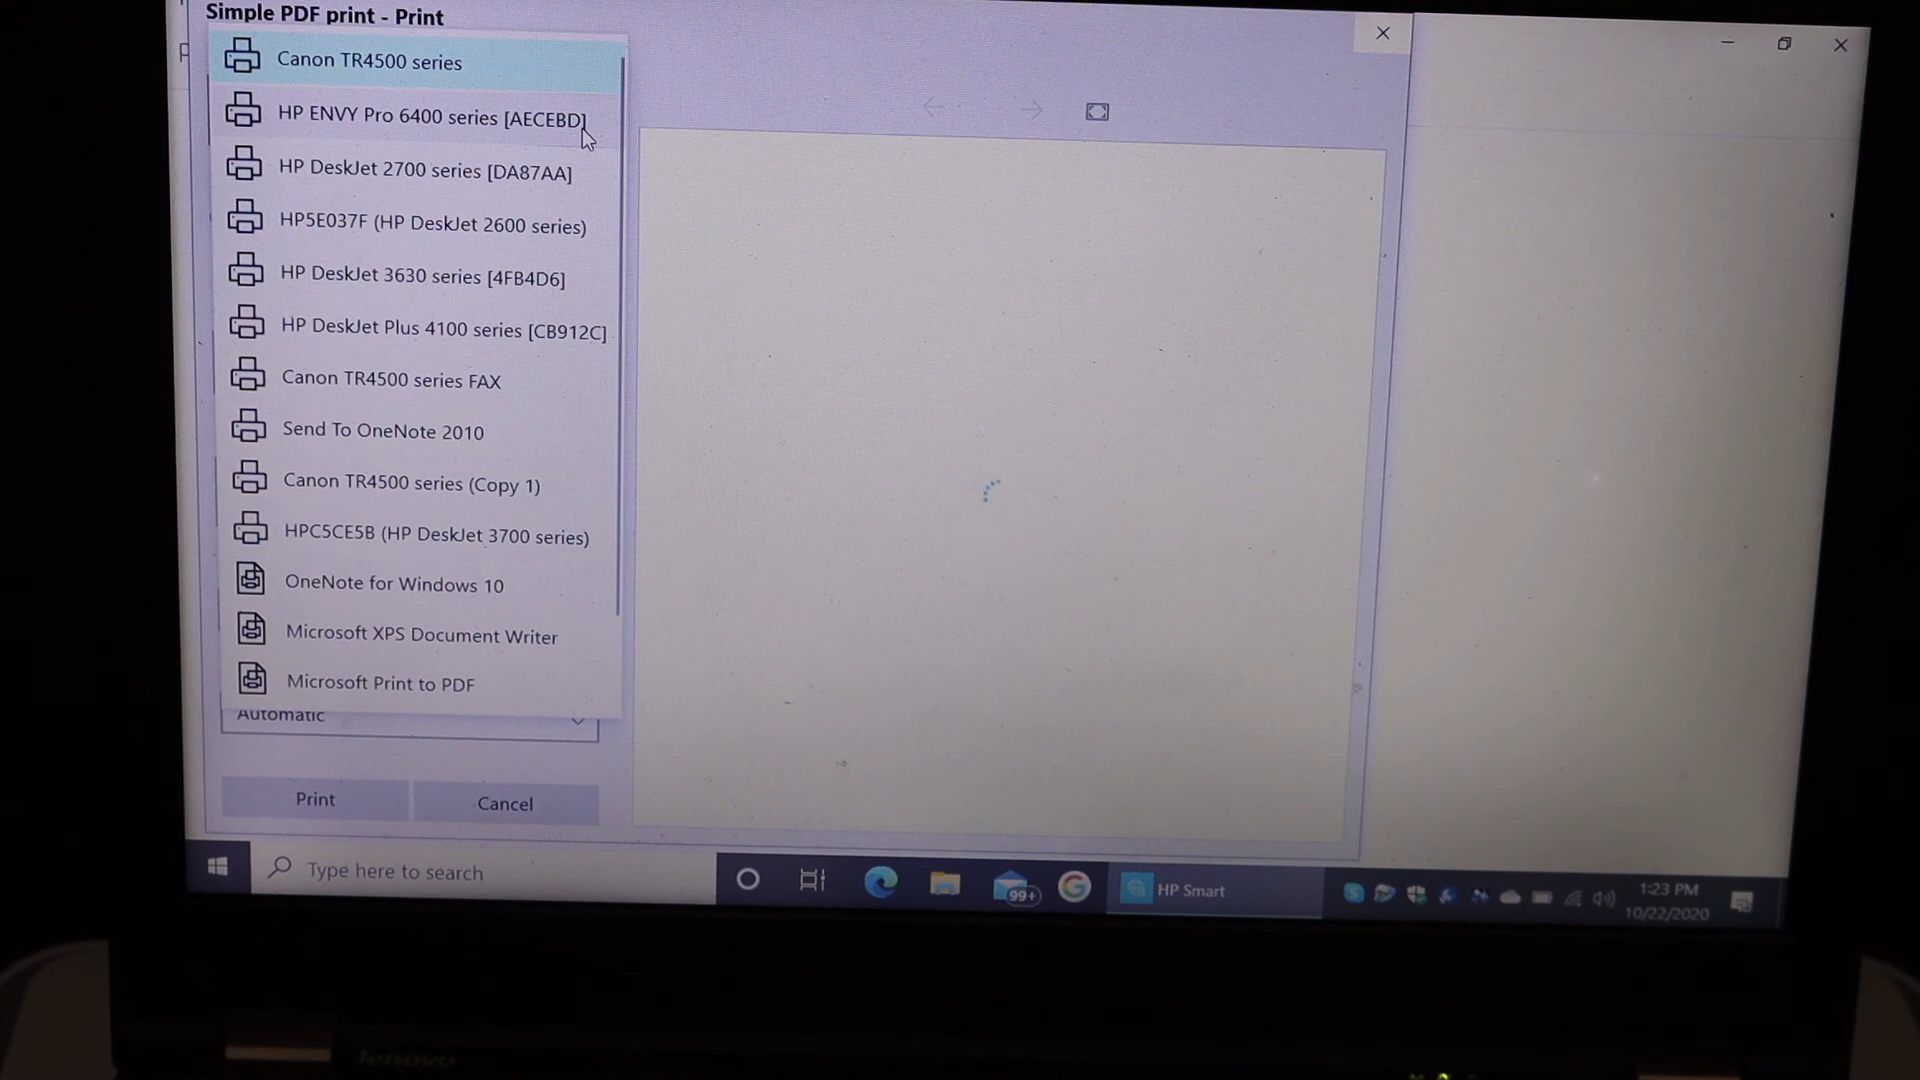 Simple PDF print - Print
Canon TR4500 series
HP ENVY Pro 6400 series [AECEBD]
HP DeskJet 2700 series [DA87AA]
HP5E037F (HP DeskJet 2600 series)
HP DeskJet 3630 series [4FB4D6]
HP DeskJet Plus 4100 series [CB912C]
Canon TR4500 series FAX
Send To OneNote 2010
Canon TR4500 series (Copy 1)
HPC5CE5B (HP DeskJet 3700 series)
OneNote for Windows 10
Microsoft XPS Document Writer
Microsoft Print to PDF
Automatic
Print
Cancel
Type here to search
99+
HP Smart
1:23 PM
10/22/2020
lenovo